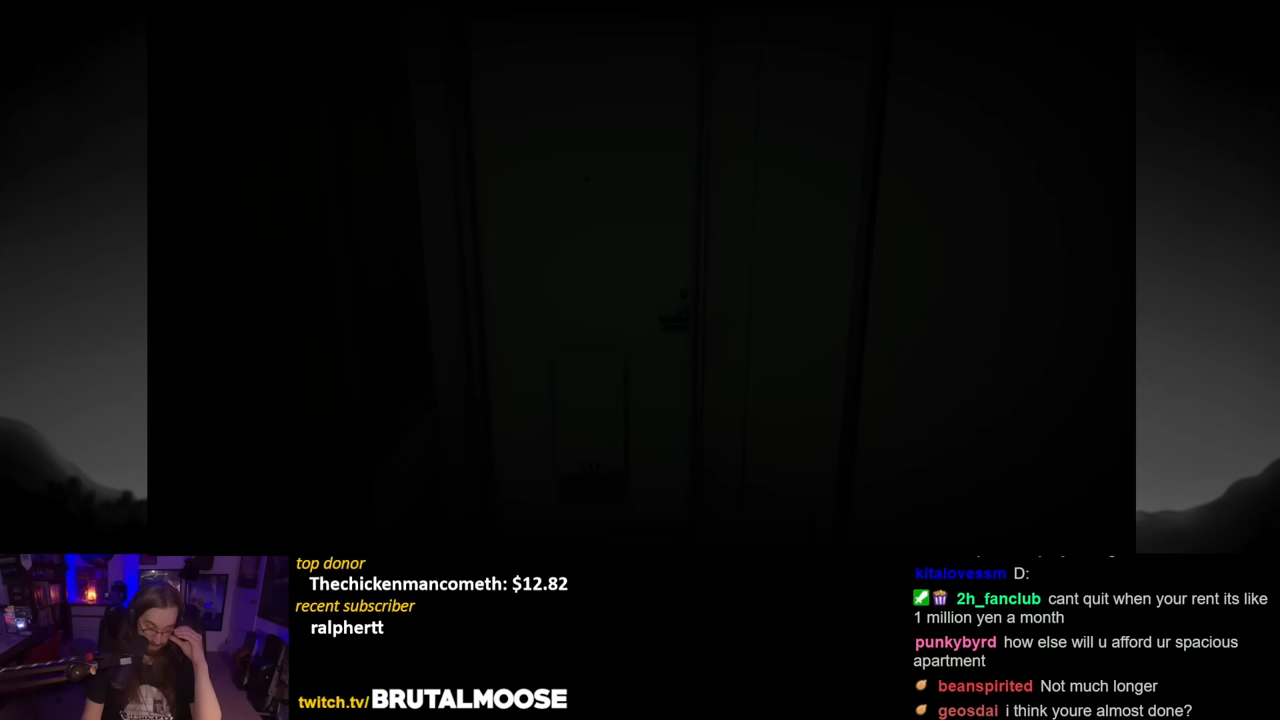 top donor
Thechickenmancometh: $12.82
recent subscriber
ralphertt
twitch.tv/BRUTALMOOSE
kitalovessm D:
2h_fanclub cant quit when your rent its like
1 million yen a month
punkybyrd how else will u afford ur spacious
apartment
beanspirited Not much longer
geosdai i think youre almost done?